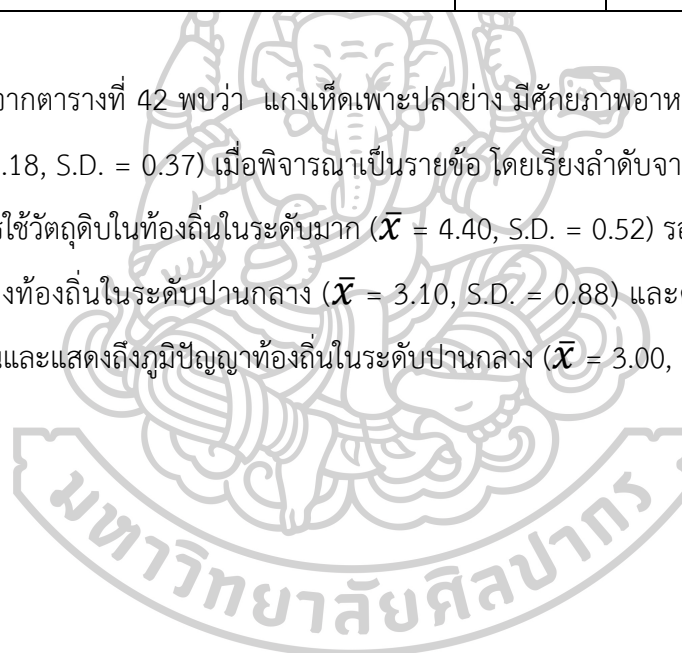 จากตารางที่ 42 พบว่า แกงเห็ดเพาะปลาย่าง มีศักยภาพอาห
.18, S.D. = 0.37) เมื่อพิจารณาเป็นรายข้อ โดยเรียงลำดับจา
รใช้วัตถุดิบในท้องถิ่นในระดับมาก (x̄ = 4.40, S.D. = 0.52) รอ
งท้องถิ่นในระดับปานกลาง (x̄ = 3.10, S.D. = 0.88) และ
นและแสดงถึงภูมิปัญญาท้องถิ่นในระดับปานกลาง (x̄ = 3.00,
มหาวิทยาลัยศิลปากร